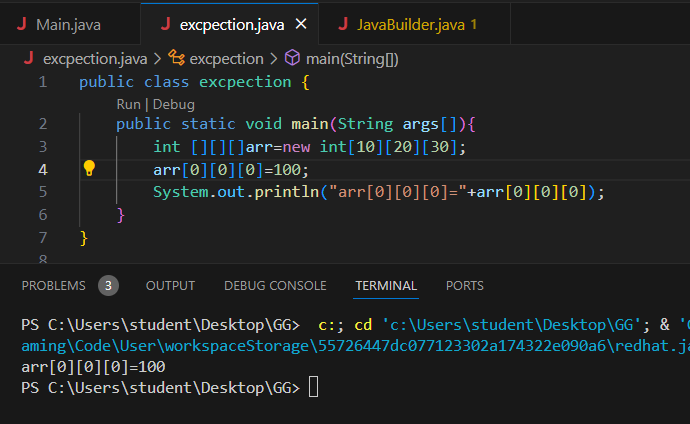 J Main.java J excpection.java × J JavaBuilder.java 1
J excpection.java > excpection > main(String[])
1 public class excpection {
Run | Debug
2 public static void main(String args[]){
3 int [][][]arr=new int[10][20][30];
4 arr[0][0][0]=100;
5 System.out.println("arr[0][0][0]="+arr[0][0][0]);
6 }
7 }
8
PROBLEMS 3 OUTPUT DEBUG CONSOLE TERMINAL PORTS
PS C:\Users\student\Desktop\GG> c:; cd 'c:\Users\student\Desktop\GG'; & '
aming\Code\User\workspaceStorage\55726447dc077123302a174322e090a6\redhat.ja
arr[0][0][0]=100
PS C:\Users\student\Desktop\GG>